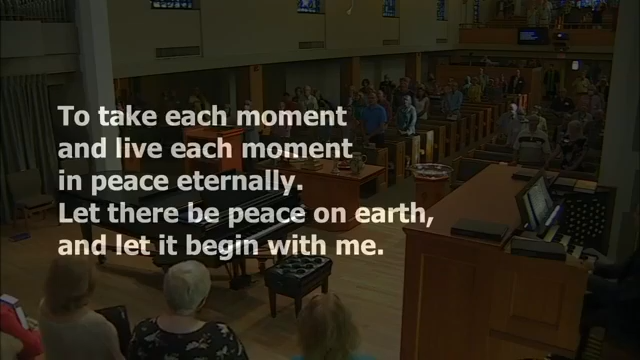 To take each moment
and live each moment
in peace eternally.
Let there be peace on earth,
and let it begin with me.